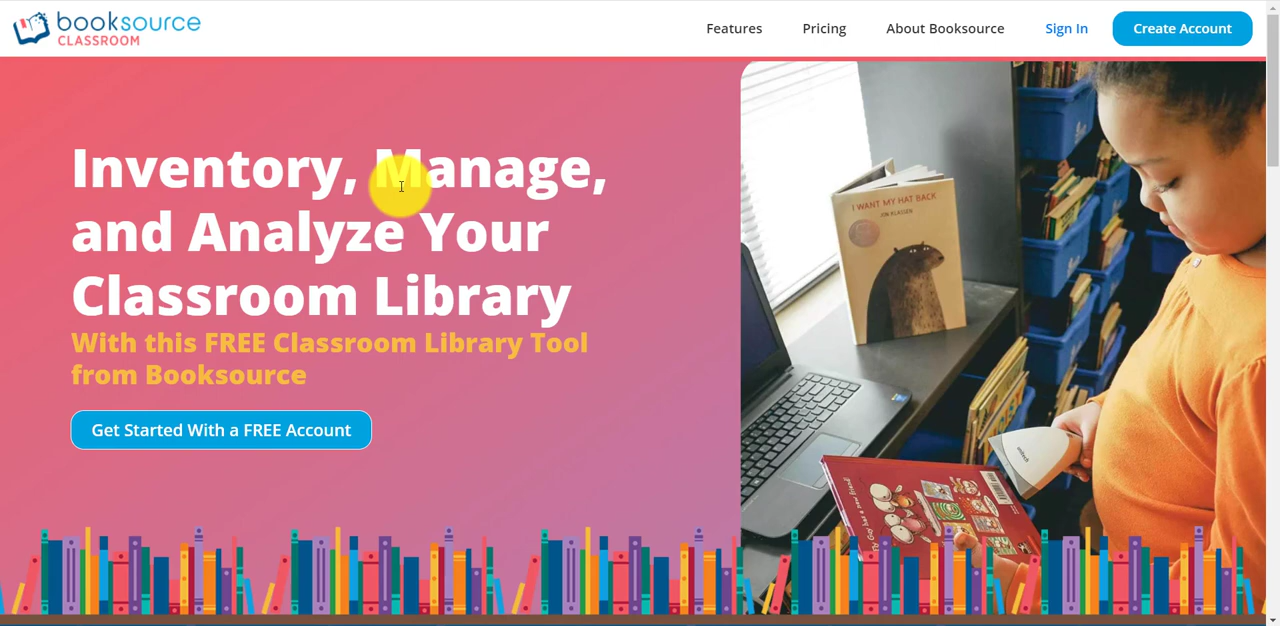 booksource
CLASSROOM
Features
Pricing
About Booksource
Sign In
Create Account
Inventory, Manage,
and Analyze Your
Classroom Library
With this FREE Classroom Library Tool
from Booksource
Get Started With a FREE Account
I WANT MY HAT BACK
JON KLASSEN
unitech